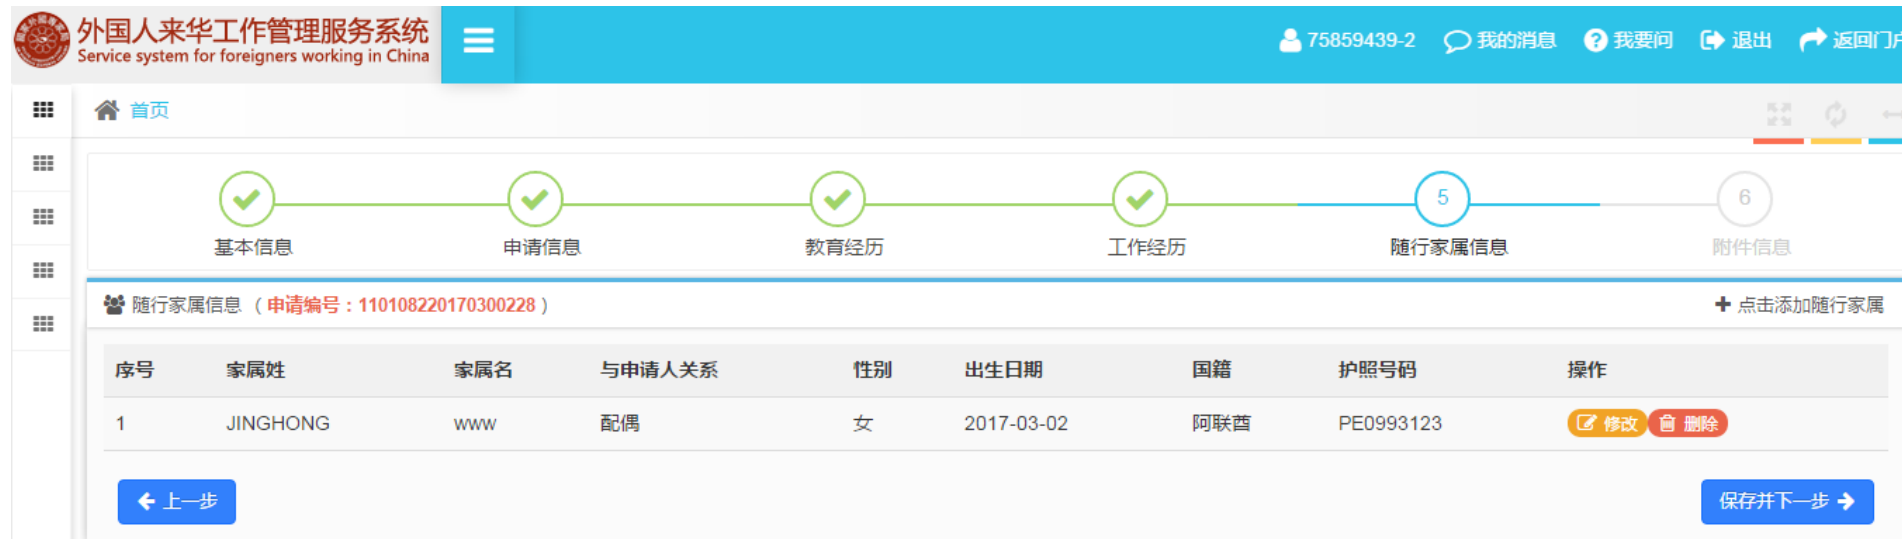 外国人来华工作管理服务系统
Service system for foreigners working in China
75859439-2 我的消息 我要问 退出 返回门户
首页
5 6
基本信息 申请信息 教育经历 工作经历 随行家属信息 附件信息
随行家属信息 (申请编号：110108220170300228) 点击添加随行家属
序号 家属姓 家属名 与申请人关系 性别 出生日期 国籍 护照号码 操作
1 JINGHONG www 配偶 女 2017-03-02 阿联酋 PE0993123 修改 删除
上一步 保存并下一步